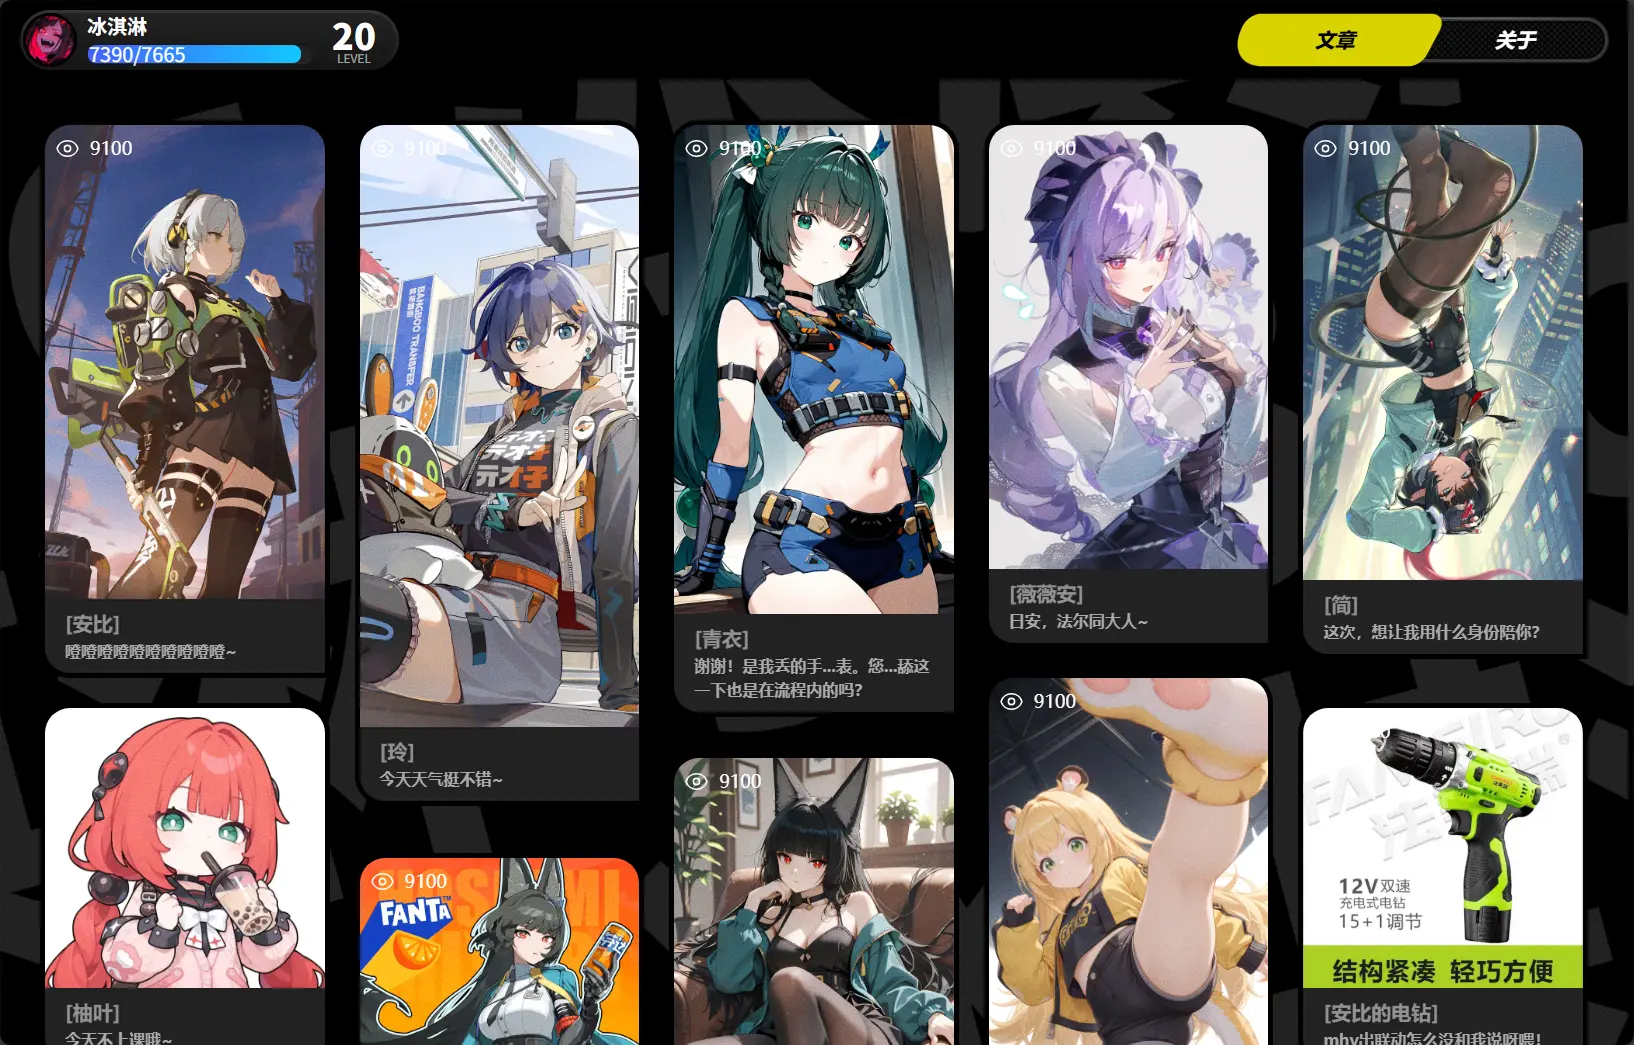 冰淇淋
7390/7665
20
LEVEL
文章
关于
9100
[安比]
噔噔噔噔噔噔噔噔噔噔~
9100
BANGBOO TRANSFER
[玲]
今天天气挺不错~
9100
[青衣]
谢谢！是我丢的手...表。您...舔这
一下也是在流程内的吗？
9100
[薇薇安]
日安，法尔同大人~
9100
[简]
这次，想让我用什么身份陪你？
[柚叶]
今天不上课哦~
9100
FANTA
9100
9100
12V双速
充电式电钻
15+1调节
结构紧凑 轻巧方便
[安比的电钻]
mhy出联动怎么没和我说呀喂！